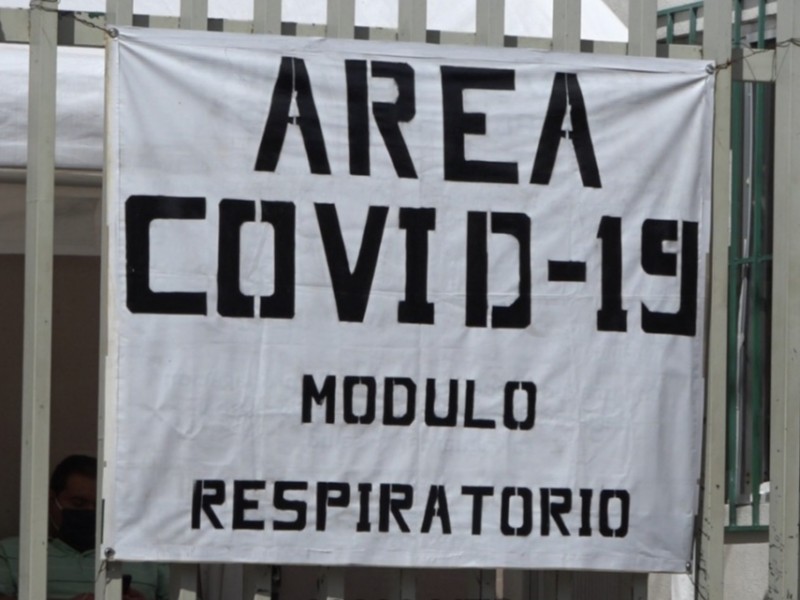 AREA
COVID-19
MODULO
RESPIRATORIO